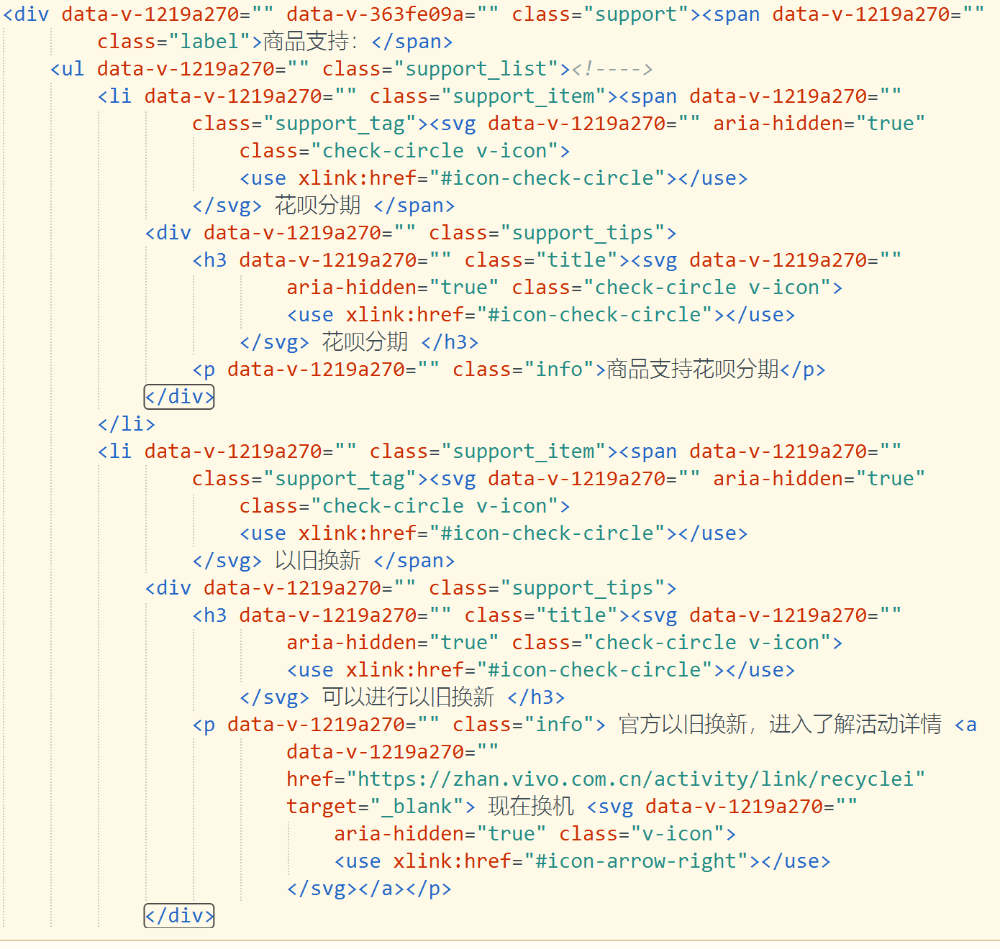 <div data-v-1219a270="" data-v-363fe09a="" class="support"><span data-v-1219a270=""
class="label">商品支持：</span>
<ul data-v-1219a270="" class="support_list"><!---->
<li data-v-1219a270="" class="support_item"><span data-v-1219a270=""
class="support_tag"><svg data-v-1219a270="" aria-hidden="true"
class="check-circle v-icon">
<use xlink:href="#icon-check-circle"></use>
</svg> 花呗分期 </span>
<div data-v-1219a270="" class="support_tips">
<h3 data-v-1219a270="" class="title"><svg data-v-1219a270=""
aria-hidden="true" class="check-circle v-icon">
<use xlink:href="#icon-check-circle"></use>
</svg> 花呗分期 </h3>
<p data-v-1219a270="" class="info">商品支持花呗分期</p>
</div>
</li>
<li data-v-1219a270="" class="support_item"><span data-v-1219a270=""
class="support_tag"><svg data-v-1219a270="" aria-hidden="true"
class="check-circle v-icon">
<use xlink:href="#icon-check-circle"></use>
</svg> 以旧换新 </span>
<div data-v-1219a270="" class="support_tips">
<h3 data-v-1219a270="" class="title"><svg data-v-1219a270=""
aria-hidden="true" class="check-circle v-icon">
<use xlink:href="#icon-check-circle"></use>
</svg> 可以进行以旧换新 </h3>
<p data-v-1219a270="" class="info"> 官方以旧换新，进入了解活动详情 <a
data-v-1219a270=""
href="https://zhan.vivo.com.cn/activity/link/recyclei"
target="_blank"> 现在换机 <svg data-v-1219a270=""
aria-hidden="true" class="v-icon">
<use xlink:href="#icon-arrow-right"></use>
</svg></a></p>
</div>